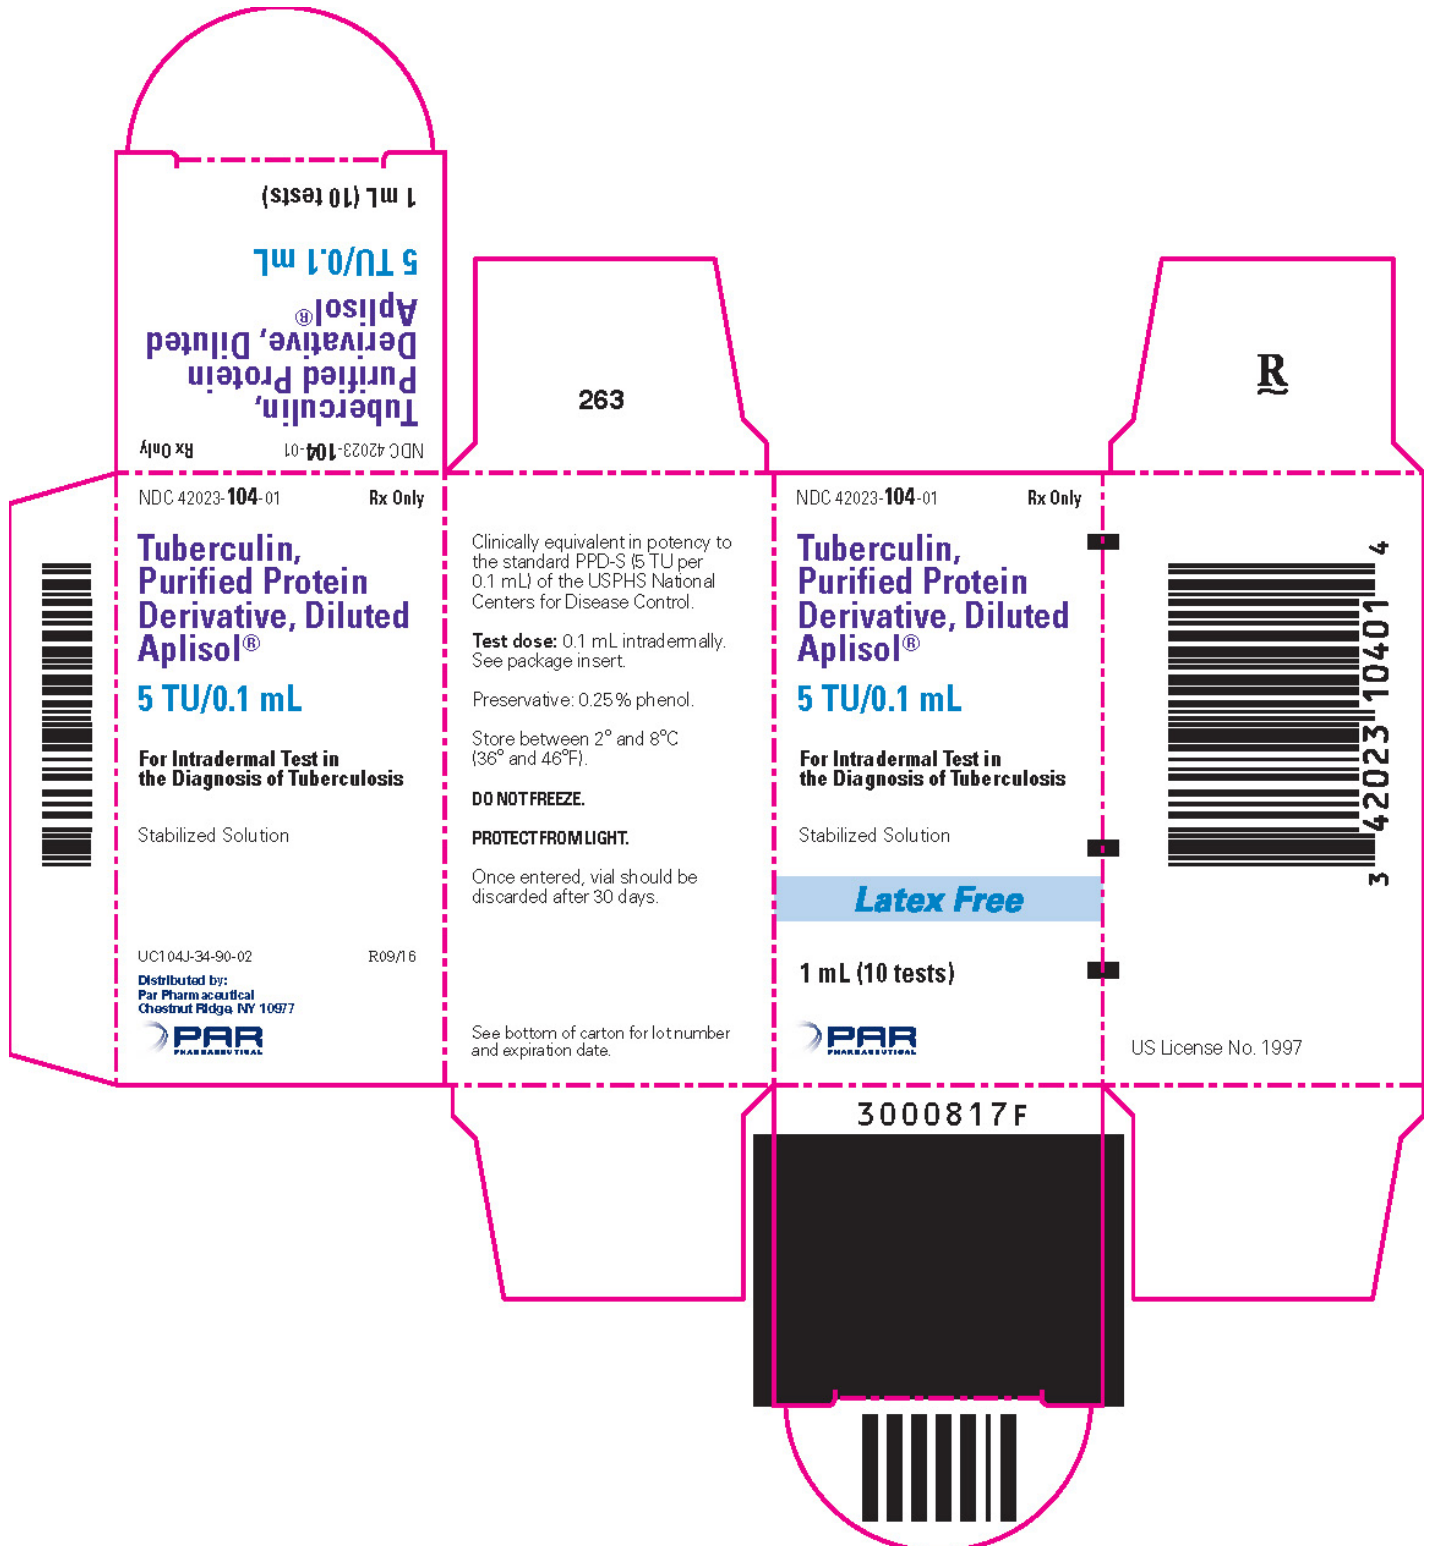 1 mL (10 tests)
5 TU/0.1 mL
Aplisol®
Derivative, Diluted
Purified Protein
Tuberculin,
NDC 42023-104-01 Rx Only
263
R
NDC 42023-104-01 Rx Only
Tuberculin,
Purified Protein
Derivative, Diluted
Aplisol®
5 TU/0.1 mL
For Intradermal Test in
the Diagnosis of Tuberculosis
Stabilized Solution
UC104J-34-90-02 R09/16
Distributed by:
Par Pharmaceutical
Chestnut Ridge, NY 10977
PAR
PHARMACEUTICAL
Clinically equivalent in potency to
the standard PPD-S (5 TU per
0.1 mL) of the USPHS National
Centers for Disease Control.
Test dose: 0.1 mL intradermally.
See package insert.
Preservative: 0.25% phenol.
Store between 2° and 8°C
(36° and 46°F).
DO NOT FREEZE.
PROTECT FROM LIGHT.
Once entered, vial should be
discarded after 30 days.
See bottom of carton for lot number
and expiration date.
NDC 42023-104-01 Rx Only
Tuberculin,
Purified Protein
Derivative, Diluted
Aplisol®
5 TU/0.1 mL
For Intradermal Test in
the Diagnosis of Tuberculosis
Stabilized Solution
Latex Free
1 mL (10 tests)
PAR
PHARMACEUTICAL
3 42023 10401 4
US License No. 1997
3000817F